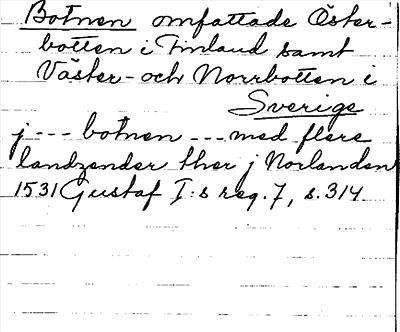 Botnen omfattade Öster-
botten i Finland samt
Väster- och Norrbotten i
Sverige
j --- botnen --- med flere
landzender ther j Norlanden
1531 Gustaf I:s reg. 7, s. 314